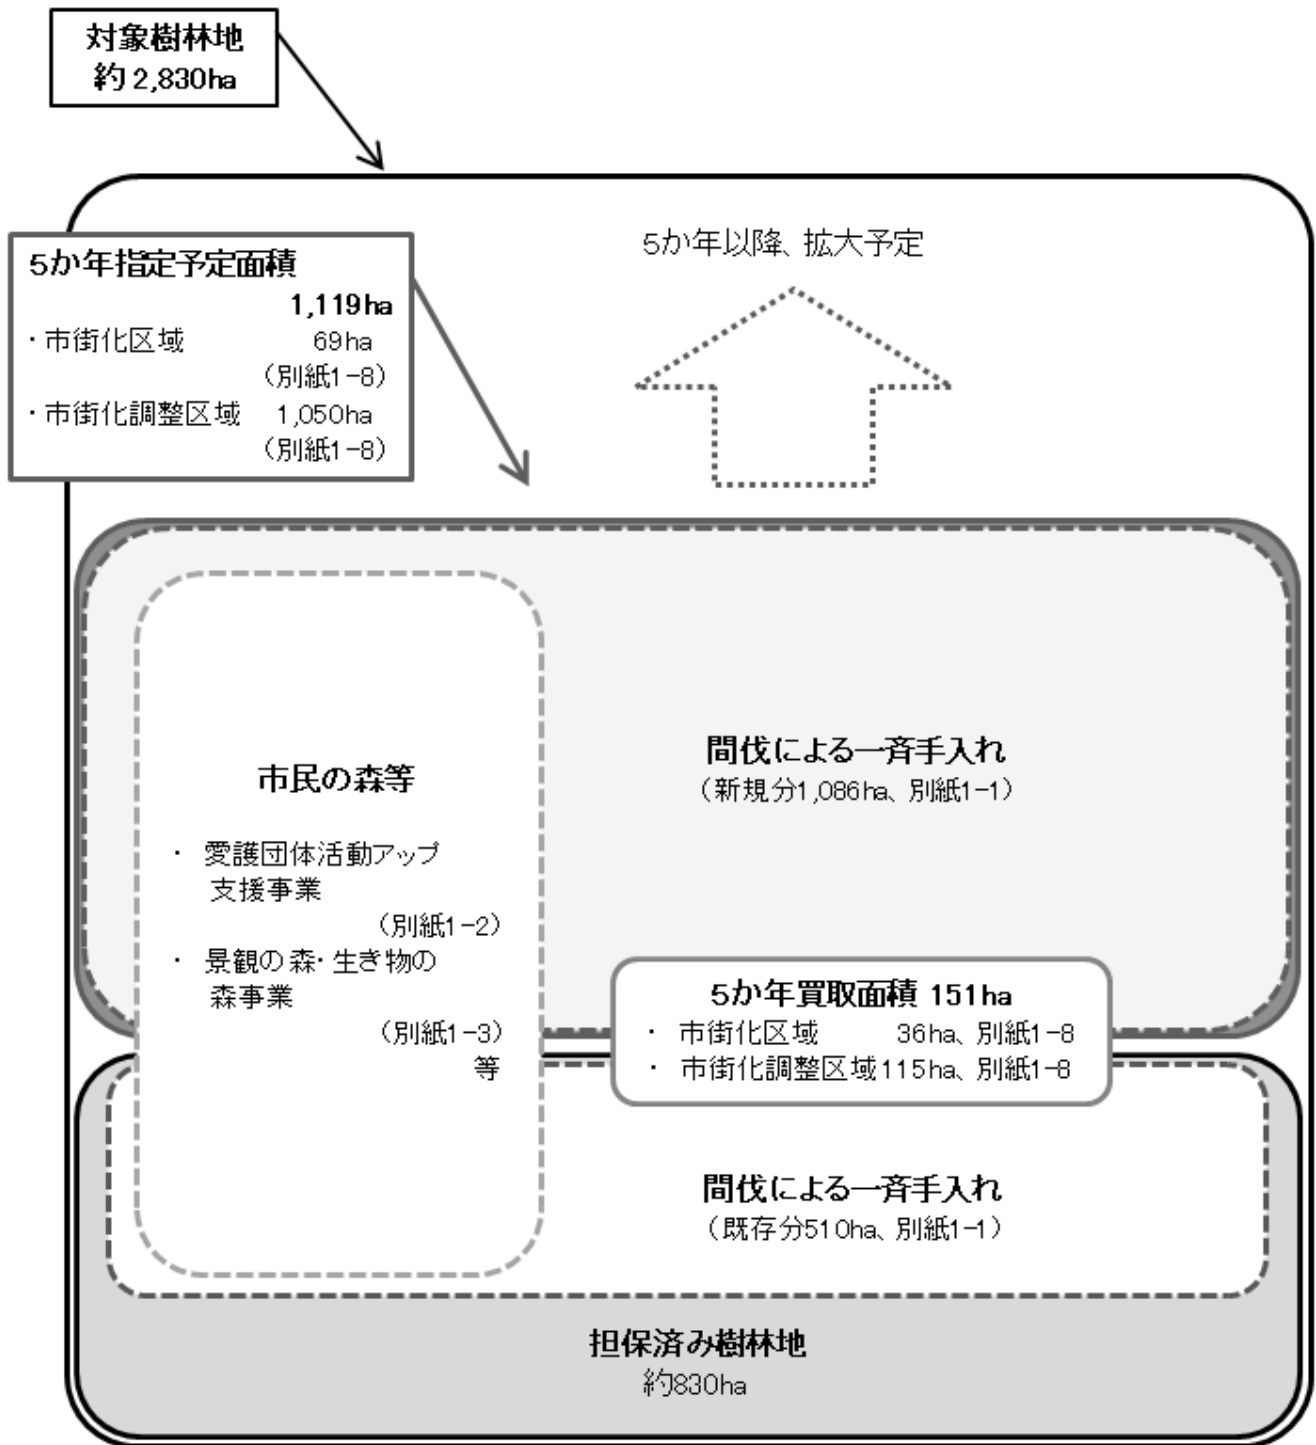 対象樹林地
約 2,830ha
5か年以降、拡大予定
5か年指定予定面積
1,119ha
・市街化区域 69ha
（別紙1-8）
・市街化調整区域 1,050ha
（別紙1-8）
市民の森等
・ 愛護団体活動アップ
支援事業
（別紙1-2）
・ 景観の森・生き物の
森事業
（別紙1-3）
等
間伐による一斉手入れ
（新規分1,086ha、別紙1-1）
5か年買取面積 151ha
・ 市街化区域 36ha、別紙1-8
・ 市街化調整区域115ha、別紙1-8
間伐による一斉手入れ
（既存分510ha、別紙1-1）
担保済み樹林地
約830ha